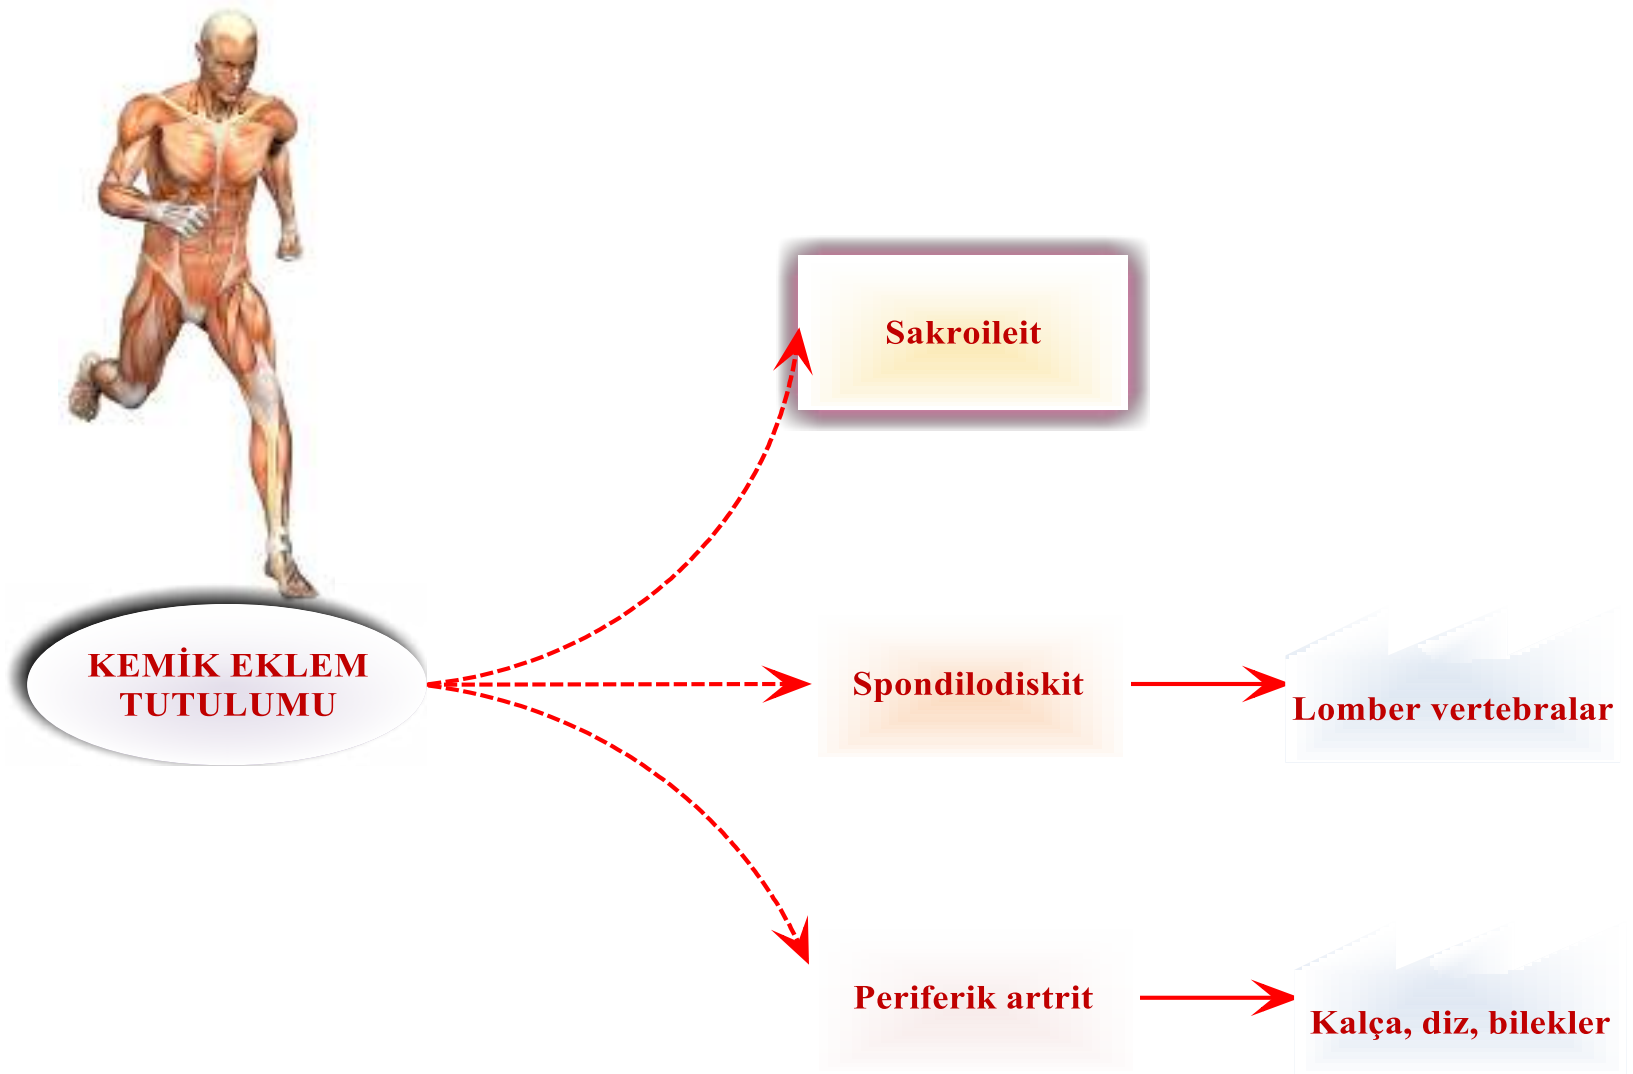 Sakroileit
KEMİK EKLEM
TUTULUMU
Spondilodiskit
Lomber vertebralar
Periferik artrit
Kalça, diz, bilekler